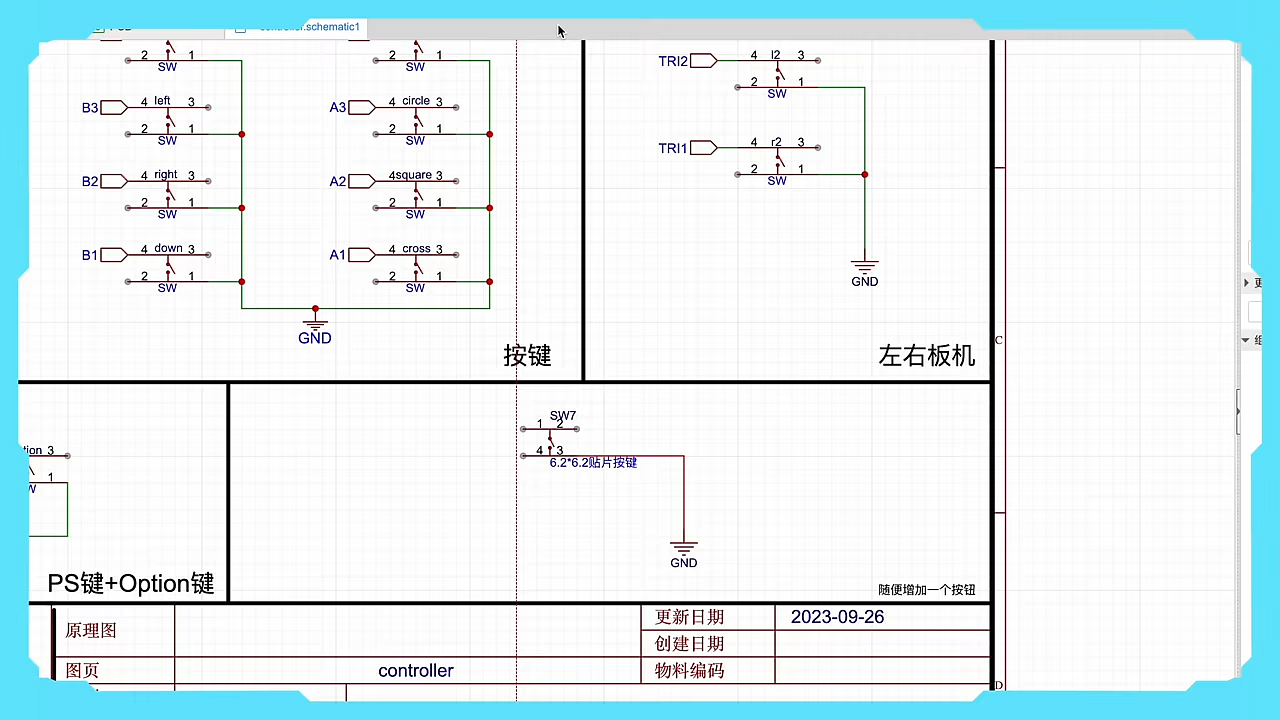 controller.schematic1
2 1 SW
2 1 SW
TRI2 4 l2 3
2 1 SW
B3 4 left 3
2 1 SW
A3 4 circle 3
2 1 SW
TRI1 4 r2 3
2 1 SW
B2 4 right 3
2 1 SW
A2 4square 3
2 1 SW
B1 4 down 3
2 1 SW
A1 4 cross 3
2 1 SW
GND
GND
按键
左右板机
C
SW7
1 2
4 3
6.2*6.2贴片按键
GND
tion 3
1
W
PS键+Option键
随便增加一个按钮
原理图
更新日期 2023-09-26
创建日期
图页 controller
物料编码
D